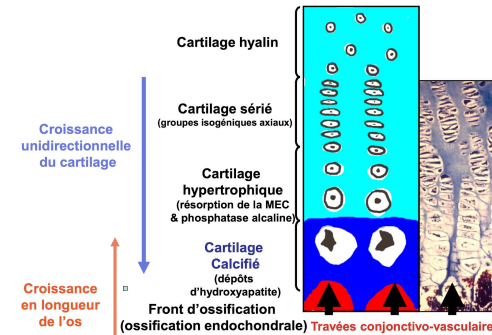 Cartilage hyalin
Cartilage sérié
(groupes isogéniques axiaux)
Croissance
unidirectionnelle
du cartilage
Cartilage
hypertrophique
(résorption de la MEC
& phosphatase alcaline)
Cartilage
Calcifié
(dépôts
d'hydroxyapatite)
Croissance
en longueur
de l'os
Front d'ossification
(ossification endochondrale)
Travées conjonctivo-vasculaires